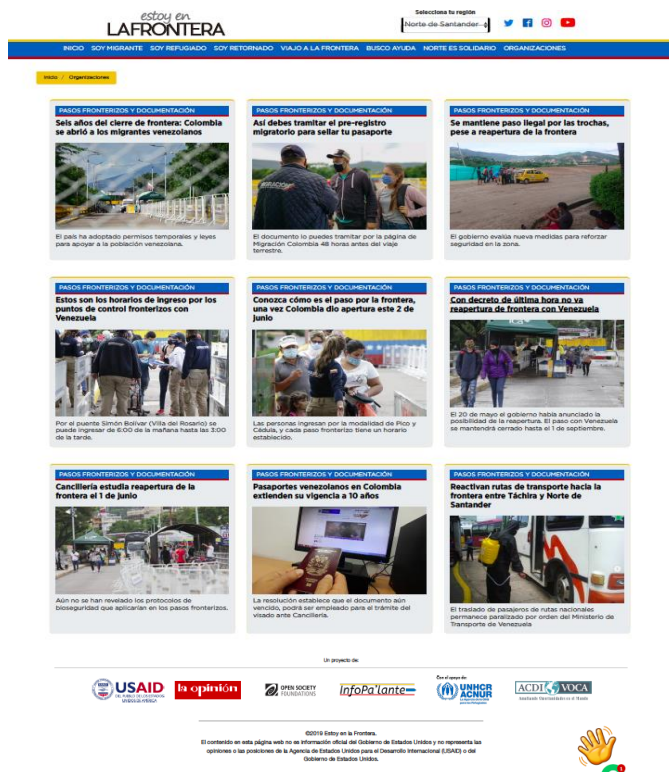 estoy en
LAFRONTERA
Selecciona tu región
Norte de Santander
INICIO SOY MIGRANTE SOY REFUGIADO SOY RETORNADO VIAJO A LA FRONTERA BUSCO AYUDA NORTE ES SOLIDARIO ORGANIZACIONES
Inicio / Organizaciones
PASOS FRONTERIZOS Y DOCUMENTACIÓN
Seis años del cierre de frontera: Colombia
se abrió a los migrantes venezolanos
El país ha adoptado permisos temporales y leyes
para apoyar a la población venezolana.
PASOS FRONTERIZOS Y DOCUMENTACIÓN
Así debes tramitar el pre-registro
migratorio para sellar tu pasaporte
MIGRACIÓN
El documento lo puedes tramitar por la página de
Migración Colombia 48 horas antes del viaje
terrestre.
PASOS FRONTERIZOS Y DOCUMENTACIÓN
Se mantiene paso ilegal por las trochas,
pese a reapertura de la frontera
El gobierno evalúa nueva medidas para reforzar
seguridad en la zona.
PASOS FRONTERIZOS Y DOCUMENTACIÓN
Estos son los horarios de ingreso por los
puntos de control fronterizos con
Venezuela
Por el puente Simón Bolívar (Villa del Rosario) se
puede ingresar de 6:00 de la mañana hasta las 3:00
de la tarde.
PASOS FRONTERIZOS Y DOCUMENTACIÓN
Conozca cómo es el paso por la frontera,
una vez Colombia dio apertura este 2 de
junio
Las personas ingresan por la modalidad de Pico y
Cédula, y cada paso fronterizo tiene un horario
establecido.
PASOS FRONTERIZOS Y DOCUMENTACIÓN
Con decreto de última hora no va
reapertura de frontera con Venezuela
El 20 de mayo el gobierno había anunciado la
posibilidad de la reapertura. El paso con Venezuela
se mantendrá cerrado hasta el 1 de septiembre.
PASOS FRONTERIZOS Y DOCUMENTACIÓN
Cancillería estudia reapertura de la
frontera el 1 de junio
Aún no se han revelado los protocolos de
bioseguridad que aplicarían en los pasos fronterizos.
PASOS FRONTERIZOS Y DOCUMENTACIÓN
Pasaportes venezolanos en Colombia
extienden su vigencia a 10 años
La resolución establece que el documento aún
vencido, podrá ser empleado para el trámite del
visado ante Cancillería.
PASOS FRONTERIZOS Y DOCUMENTACIÓN
Reactivan rutas de transporte hacia la
frontera entre Táchira y Norte de
Santander
El traslado de pasajeros de rutas nacionales
permanece paralizado por orden del Ministerio de
Transporte de Venezuela
Un proyecto de:
USAID
DEL PUEBLO DE LOS ESTADOS
UNIDOS DE AMÉRICA
la opinión
OPEN SOCIETY
FOUNDATIONS
infoPa'lante
Con el apoyo de:
UNHCR
ACNUR
ACDI VOCA
©2019 Estoy en la Frontera.
El contenido en esta página web no es información oficial del Gobierno de Estados Unidos y no representa las
opiniones o las posiciones de la Agencia de Estados Unidos para el Desarrollo Internacional (USAID) o del
Gobierno de Estados Unidos.
1